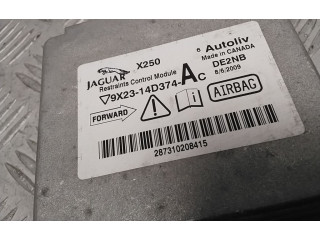 X250
Autoliv
JAGUAR
Made in CANADA
Restraints Control Module
DE2NB
8/6/2009
9X23-14D374-AC
FORWARD
AIRBAG
287310208415